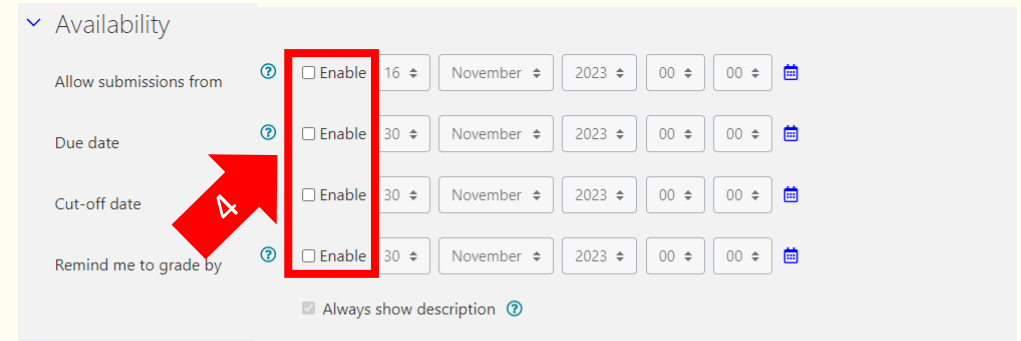 Availability
Allow submissions from ? Enable 16 November 2023 00 00
Due date ? Enable 30 November 2023 00 00
Cut-off date Enable 30 November 2023 00 00
Remind me to grade by ? Enable 30 November 2023 00 00
4
Always show description ?